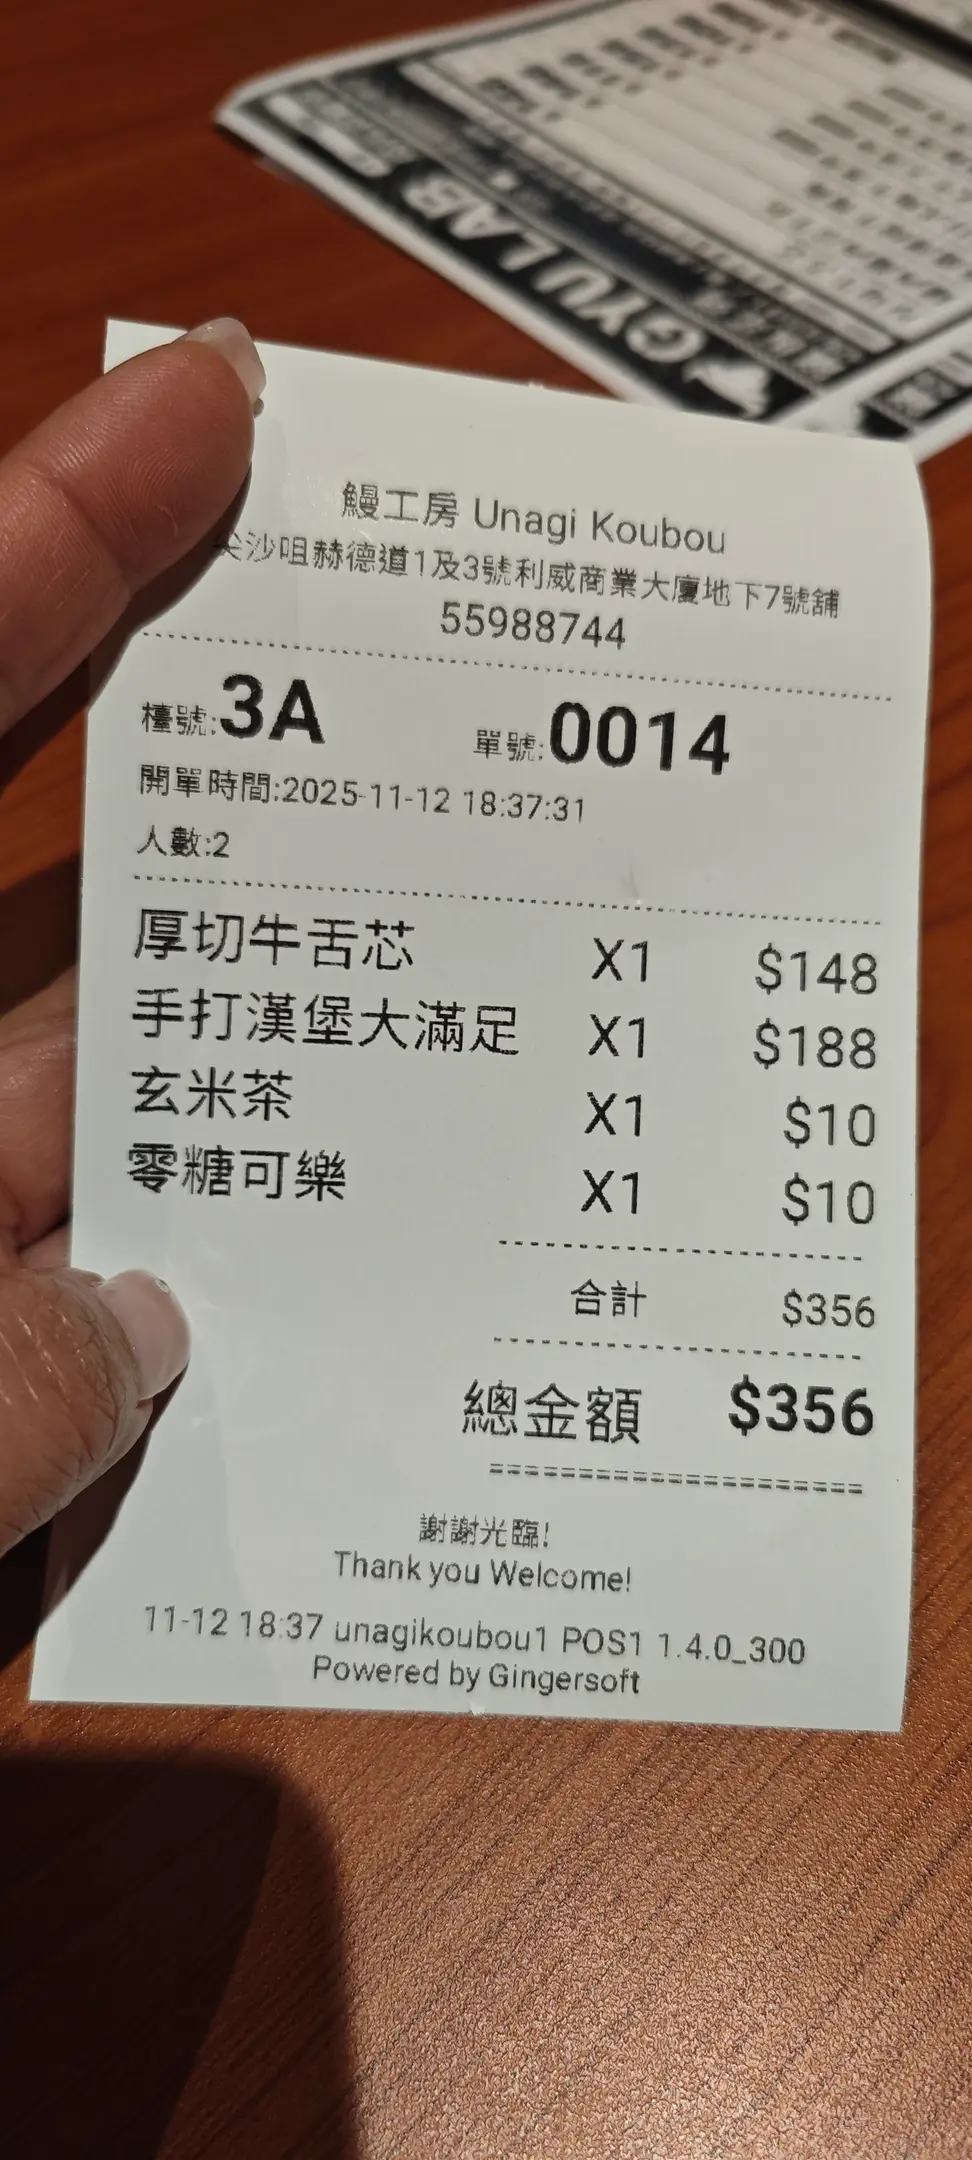 GYU LAB
鰻工房 Unagi Koubou
尖沙咀赫德道1及3號利威商業大廈地下7號舖
55988744
檯號:3A 單號:0014
開單時間:2025-11-12 18:37:31
人數:2
厚切牛舌芯 X1 $148
手打漢堡大滿足 X1 $188
玄米茶 X1 $10
零糖可樂 X1 $10
合計 $356
總金額 $356
謝謝光臨!
Thank you Welcome!
11-12 18:37 unagikoubou1 POS1 1.4.0_300
Powered by Gingersoft